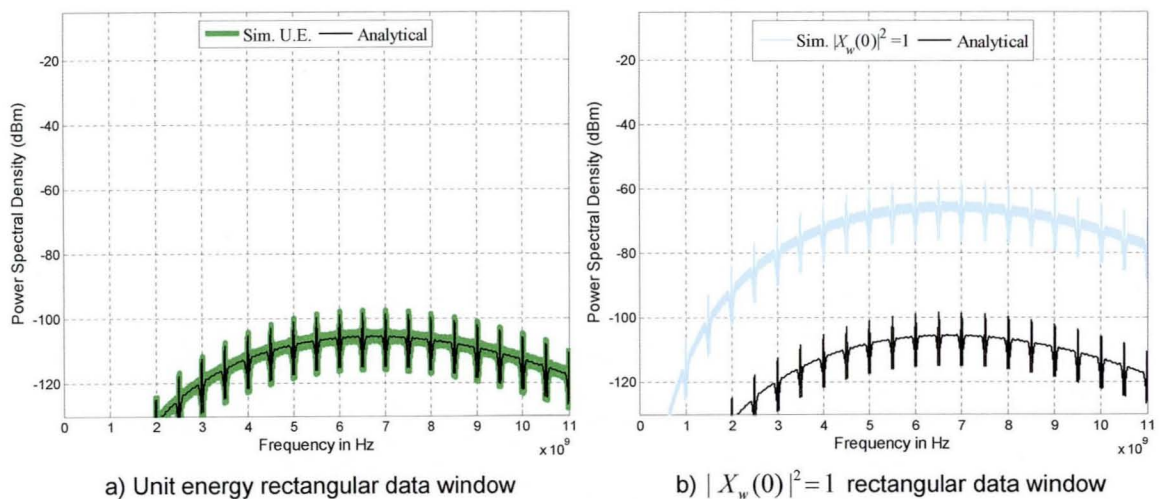 Sim. U.E. Analytical
-20
-40
-60
-80
-100
-120
Power Spectral Density (dBm)
0 1 2 3 4 5 6 7 8 9 10 11
Frequency in Hz
x 10^9
a) Unit energy rectangular data window
Sim. |X_w(0)|^2 =1 Analytical
-20
-40
-60
-80
-100
-120
Power Spectral Density (dBm)
0 1 2 3 4 5 6 7 8 9 10 11
Frequency in Hz
x 10^9
b) | X_w(0) |^2 = 1 rectangular data window